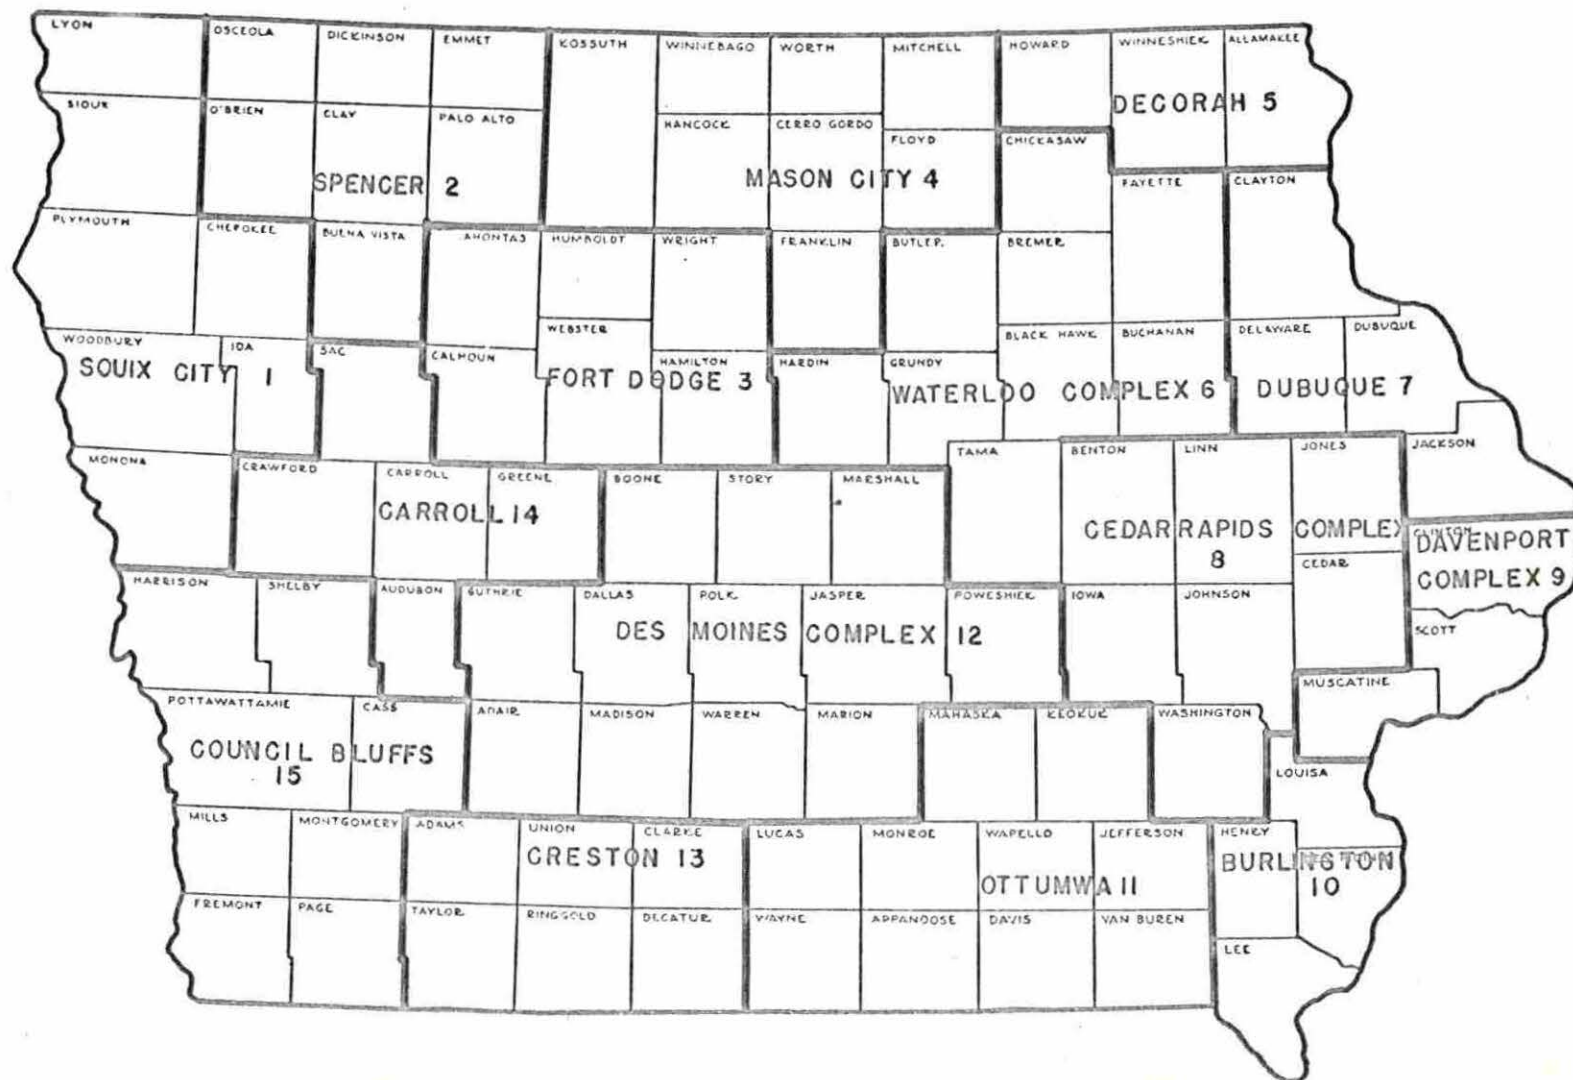 LYON
OSCEOLA
DICKINSON
EMMET
KOSSUTH
WINNEBAGO
WORTH
MITCHELL
HOWARD
WINNESHIEK
ALLAMAKEE
SIOUX
O'BRIEN
CLAY
PALO ALTO
HANCOCK
CERRO GORDO
FLOYD
CHICKASAW
DECORAH 5
SPENCER 2
MASON CITY 4
FAYETTE
CLAYTON
PLYMOUTH
CHEROKEE
BUENA VISTA
AHONTAS
HUMBOLDT
WRIGHT
FRANKLIN
BUTLER
BREMER
WOODBURY
IDA
SAC
CALHOUN
WEBSTER
HAMILTON
HARDIN
GRUNDY
BLACK HAWK
BUCHANAN
DELAWARE
DUBUQUE
SOUIX CITY 1
FORT DODGE 3
WATERLOO COMPLEX 6
DUBUQUE 7
MONONA
CRAWFORD
CARROLL
GREENE
BOONE
STORY
MARSHALL
TAMA
BENTON
LINN
JONES
JACKSON
CARROLL 14
CEDAR RAPIDS COMPLEX
8
CLINTON
DAVENPORT
COMPLEX 9
CEDAR
HARRISON
SHELBY
AUDUBON
GUTHRIE
DALLAS
POLK
JASPER
POWESHIEK
IOWA
JOHNSON
SCOTT
DES MOINES COMPLEX 12
MUSCATINE
POTTAWATTAMIE
CASS
ADAIR
MADISON
WARREN
MARION
MAHASKA
KEOKUK
WASHINGTON
LOUISA
COUNCIL BLUFFS
15
MILLS
MONTGOMERY
ADAMS
UNION
CLARKE
LUCAS
MONROE
WAPELLO
JEFFERSON
HENRY
CRESTON 13
OTTUMWA 11
BURLINGTON
10
FREMONT
PAGE
TAYLOR
RINGGOLD
DECATUR
WAYNE
APPANOOSE
DAVIS
VAN BUREN
LEE